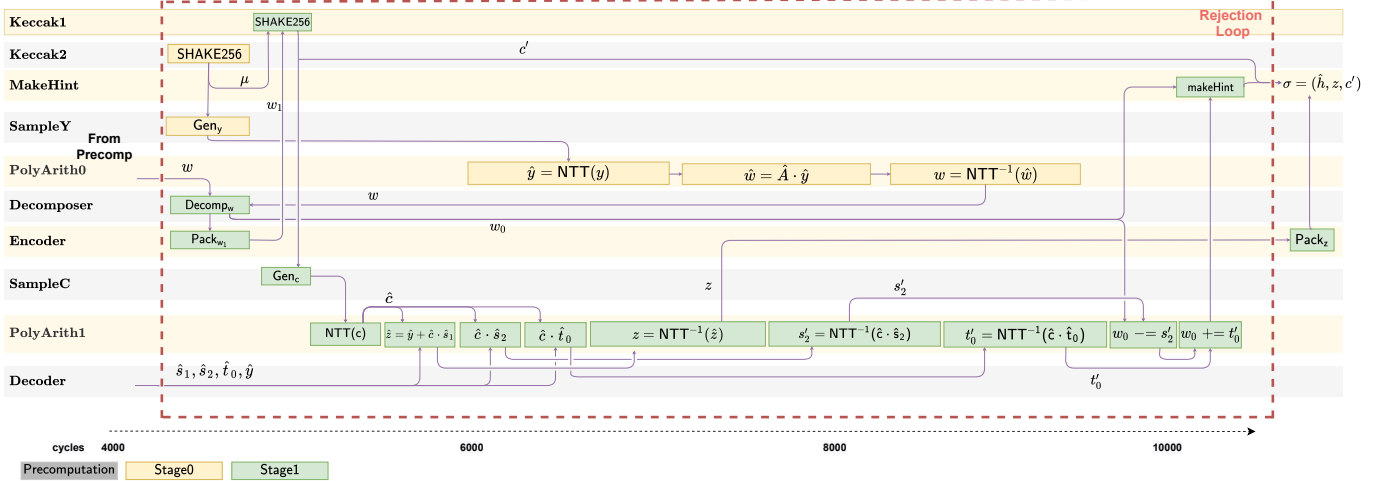 Keccak1
SHAKE256
Rejection
Loop
Keccak2
SHAKE256
c′
MakeHint
μ
makeHint
σ = (ĥ, z, c′)
w₁
SampleY
Gen_y
From
Precomp
PolyArith0
w
ŷ = NTT(y)
ŵ = Â · ŷ
w = NTT⁻¹(ŵ)
Decomposer
Decomp_w
w
w₀
Encoder
Pack_w₁
Pack_z
SampleC
Gen_c
z
s′₂
ĉ
PolyArith1
NTT(c)
ẑ = ŷ + ĉ · ŝ₁
ĉ · ŝ₂
ĉ · t̂₀
z = NTT⁻¹(ẑ)
s′₂ = NTT⁻¹(ĉ · ŝ₂)
t′₀ = NTT⁻¹(ĉ · t̂₀)
w₀ −= s′₂
w₀ += t′₀
Decoder
ŝ₁, ŝ₂, t̂₀, ŷ
t′₀
cycles 4000 6000 8000 10000
Precomputation Stage0 Stage1